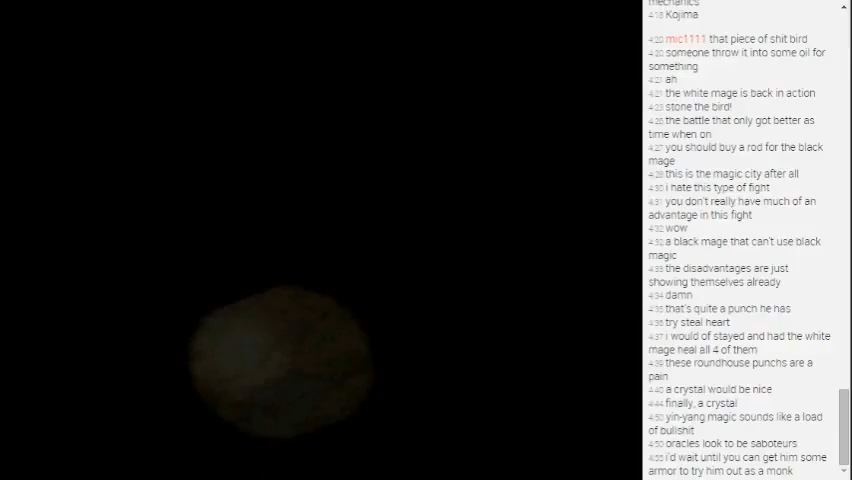 mechanics
4:18 Kojima
4:20 mic1111 that piece of shit bird
4:20 someone throw it into some oil for
something
4:21 ah
4:21 the white mage is back in action
4:23 stone the bird!
4:26 the battle that only got better as
time when on
4:27 you should buy a rod for the black
mage
4:28 this is the magic city after all
4:30 i hate this type of fight
4:31 you don't really have much of an
advantage in this fight
4:32 wow
4:32 a black mage that can't use black
magic
4:33 the disadvantages are just
showing themselves already
4:34 damn
4:35 that's quite a punch he has
4:36 try steal heart
4:37 i would of stayed and had the white
mage heal all 4 of them
4:39 these roundhouse punchs are a
pain
4:40 a crystal would be nice
4:44 finally, a crystal
4:50 yin-yang magic sounds like a load
of bullshit
4:50 oracles look to be saboteurs
4:55 i'd wait until you can get him some
armor to try him out as a monk